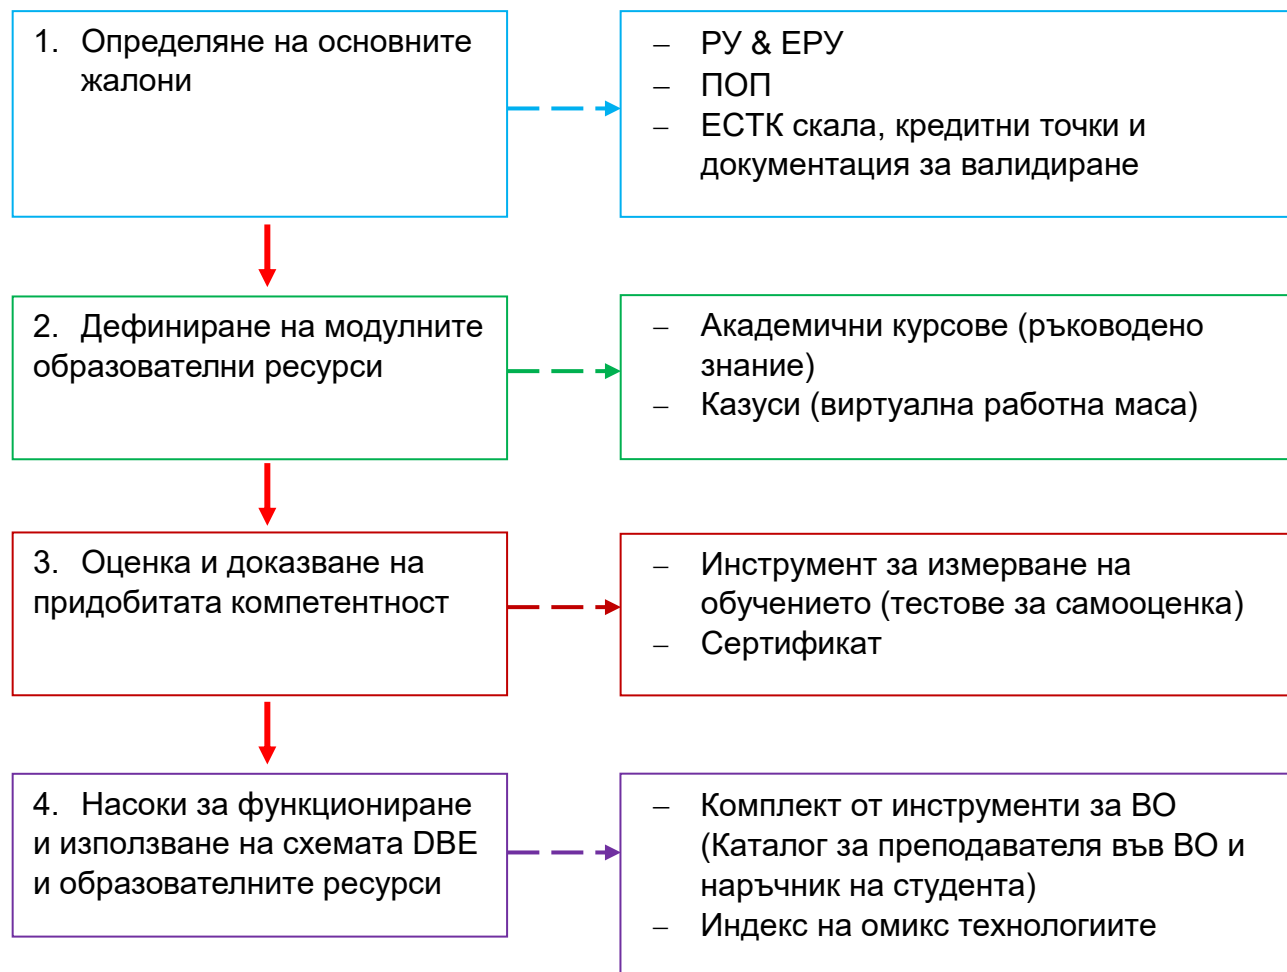 1. Определяне на основните
жалони
– РУ & ЕРУ
– ПОП
– ЕСТК скала, кредитни точки и
документация за валидиране
2. Дефиниране на модулните
образователни ресурси
– Академични курсове (ръководено
знание)
– Казуси (виртуална работна маса)
3. Оценка и доказване на
придобитата компетентност
– Инструмент за измерване на
обучението (тестове за самооценка)
– Сертификат
4. Насоки за функциониране
и използване на схемата DBE
и образователните ресурси
– Комплект от инструменти за ВО
(Каталог за преподавателя във ВО и
наръчник на студента)
– Индекс на омикс технологиите